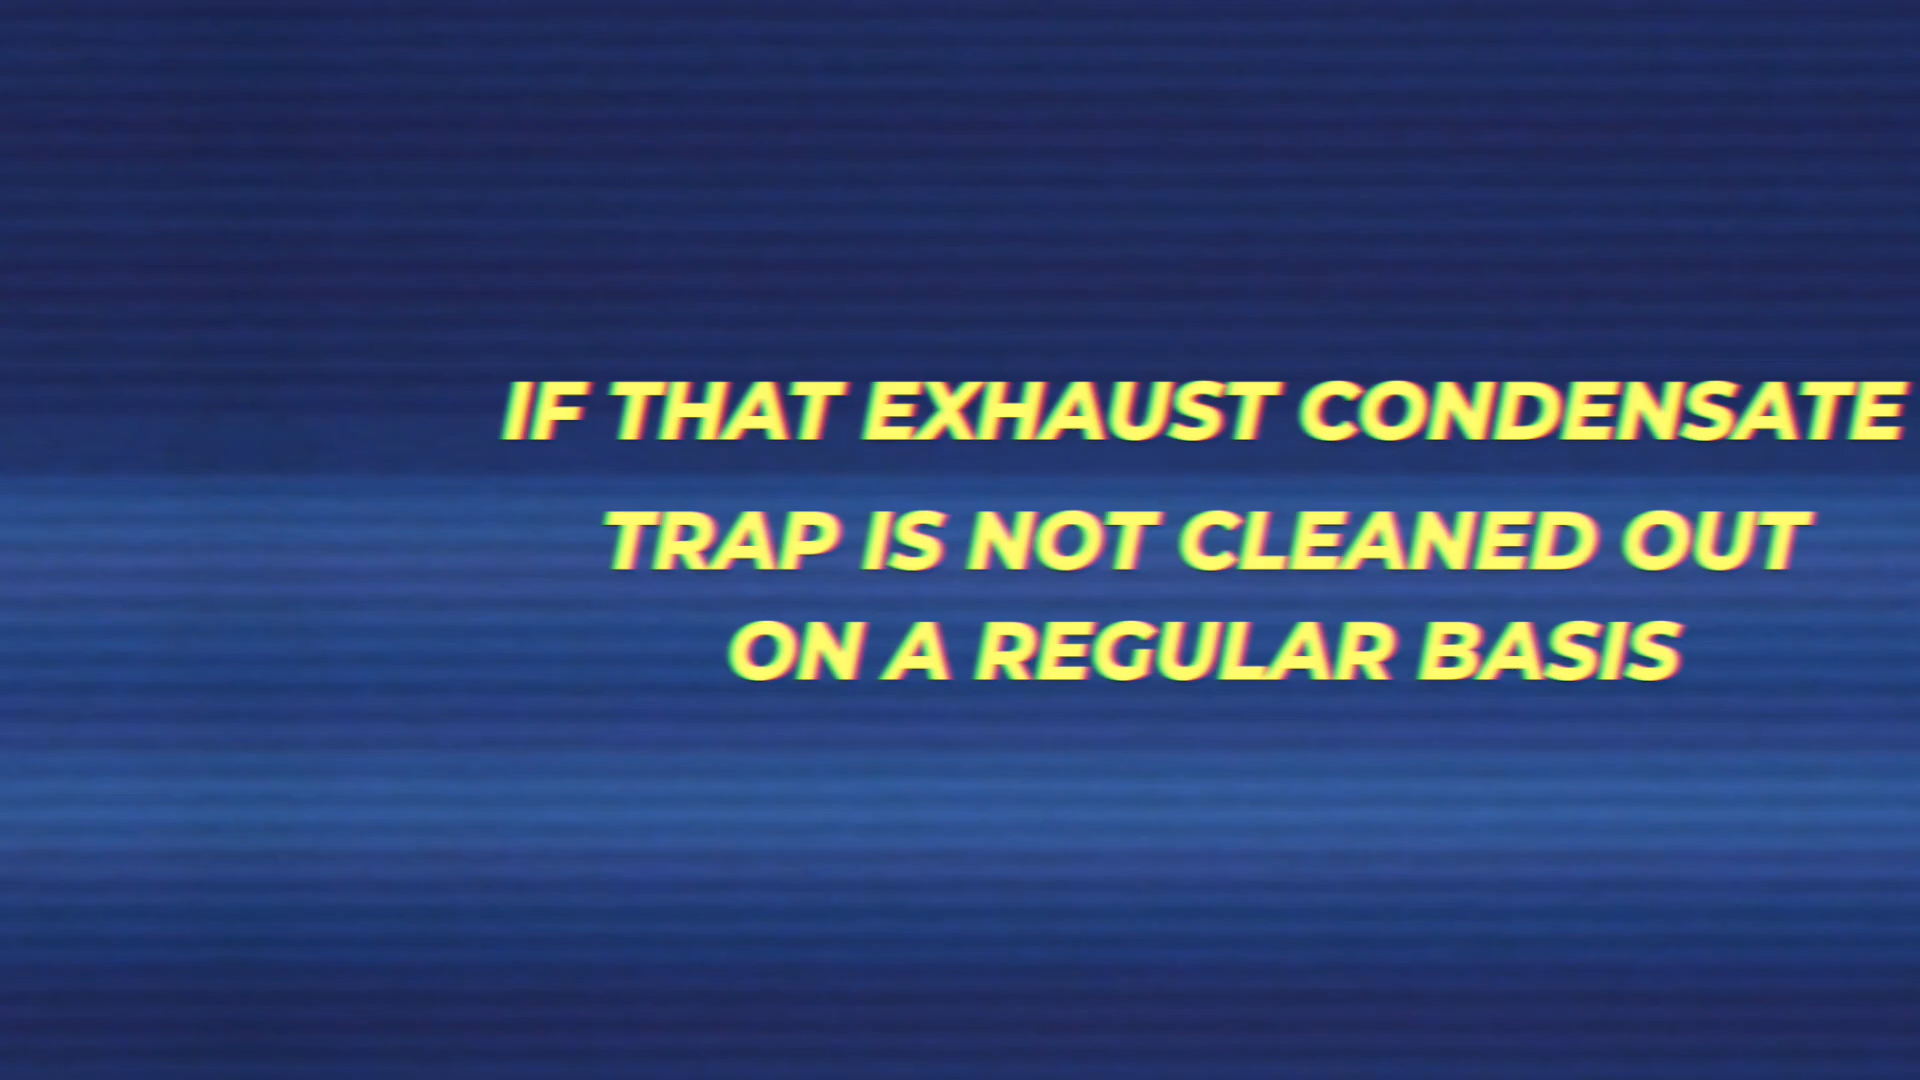 IF THAT EXHAUST CONDENSATE
TRAP IS NOT CLEANED OUT
ON A REGULAR BASIS